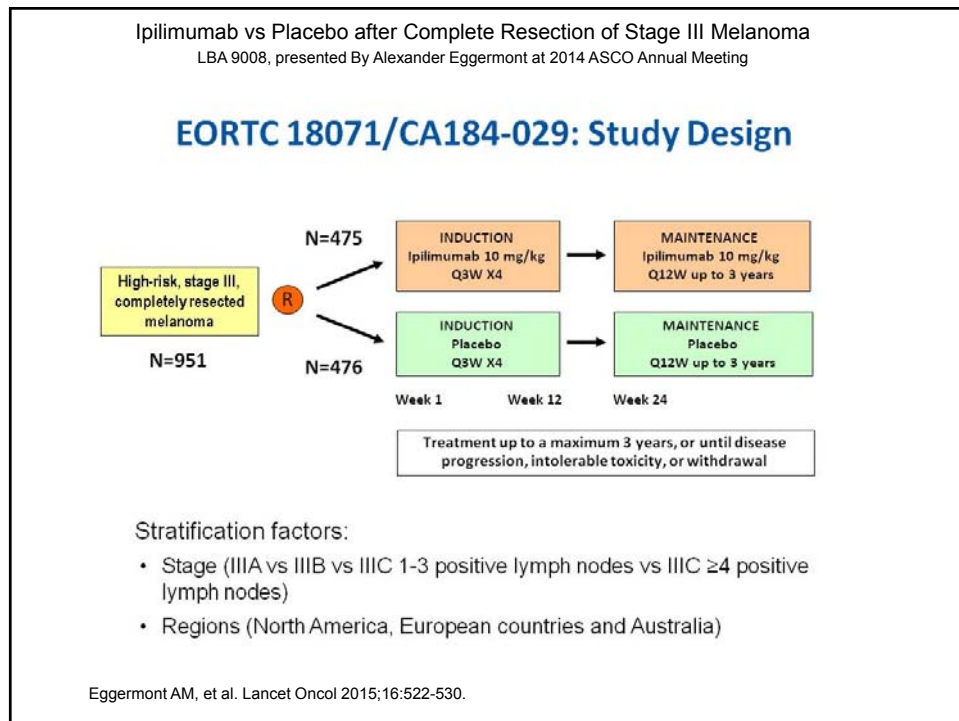 Ipilimumab vs Placebo after Complete Resection of Stage III Melanoma
LBA 9008, presented By Alexander Eggermont at 2014 ASCO Annual Meeting
EORTC 18071/CA184-029: Study Design
High-risk, stage III,
completely resected
melanoma
N=951
R
N=475
INDUCTION
Ipilimumab 10 mg/kg
Q3W X4
MAINTENANCE
Ipilimumab 10 mg/kg
Q12W up to 3 years
N=476
INDUCTION
Placebo
Q3W X4
MAINTENANCE
Placebo
Q12W up to 3 years
Week 1
Week 12
Week 24
Treatment up to a maximum 3 years, or until disease
progression, intolerable toxicity, or withdrawal
Stratification factors:
• Stage (IIIA vs IIIB vs IIIC 1-3 positive lymph nodes vs IIIC ≥4 positive
lymph nodes)
• Regions (North America, European countries and Australia)
Eggermont AM, et al. Lancet Oncol 2015;16:522-530.